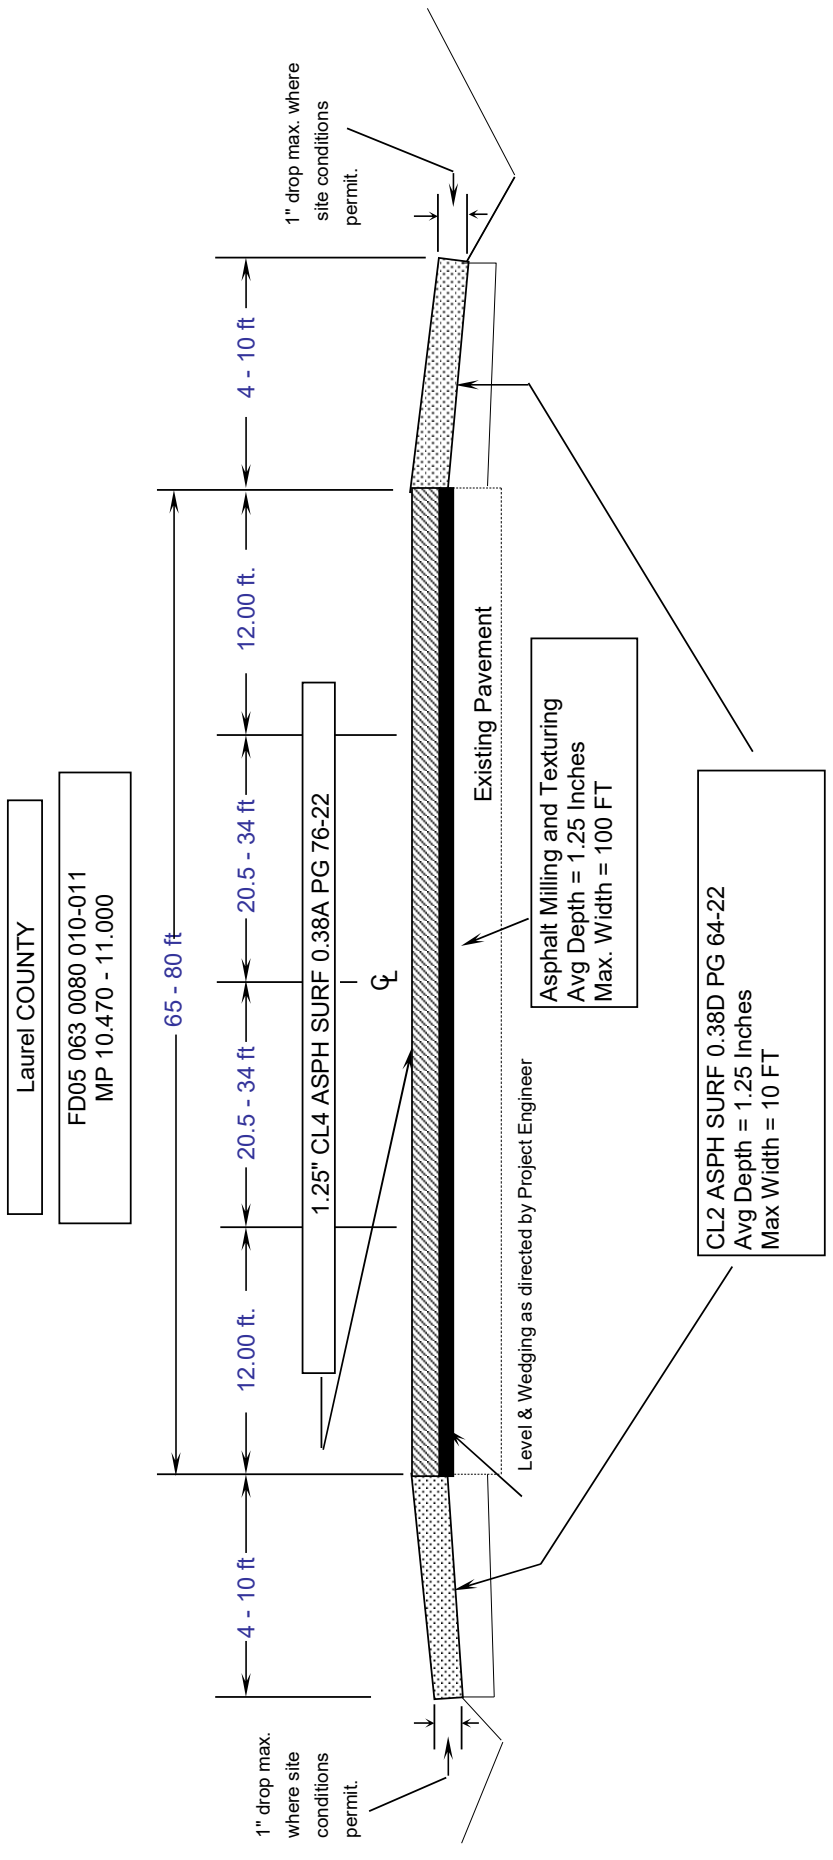 Laurel COUNTY
FD05 063 0080 010-011
MP 10.470 - 11.000
65 - 80 ft
4 - 10 ft
12.00 ft.
20.5 - 34 ft
20.5 - 34 ft
12.00 ft.
4 - 10 ft
1" drop max.
where site
conditions
permit.
1" drop max. where
site conditions
permit.
1.25" CL4 ASPH SURF 0.38A PG 76-22
CL
Existing Pavement
Level & Wedging as directed by Project Engineer
Asphalt Milling and Texturing
Avg Depth = 1.25 Inches
Max. Width = 100 FT
CL2 ASPH SURF 0.38D PG 64-22
Avg Depth = 1.25 Inches
Max Width = 10 FT